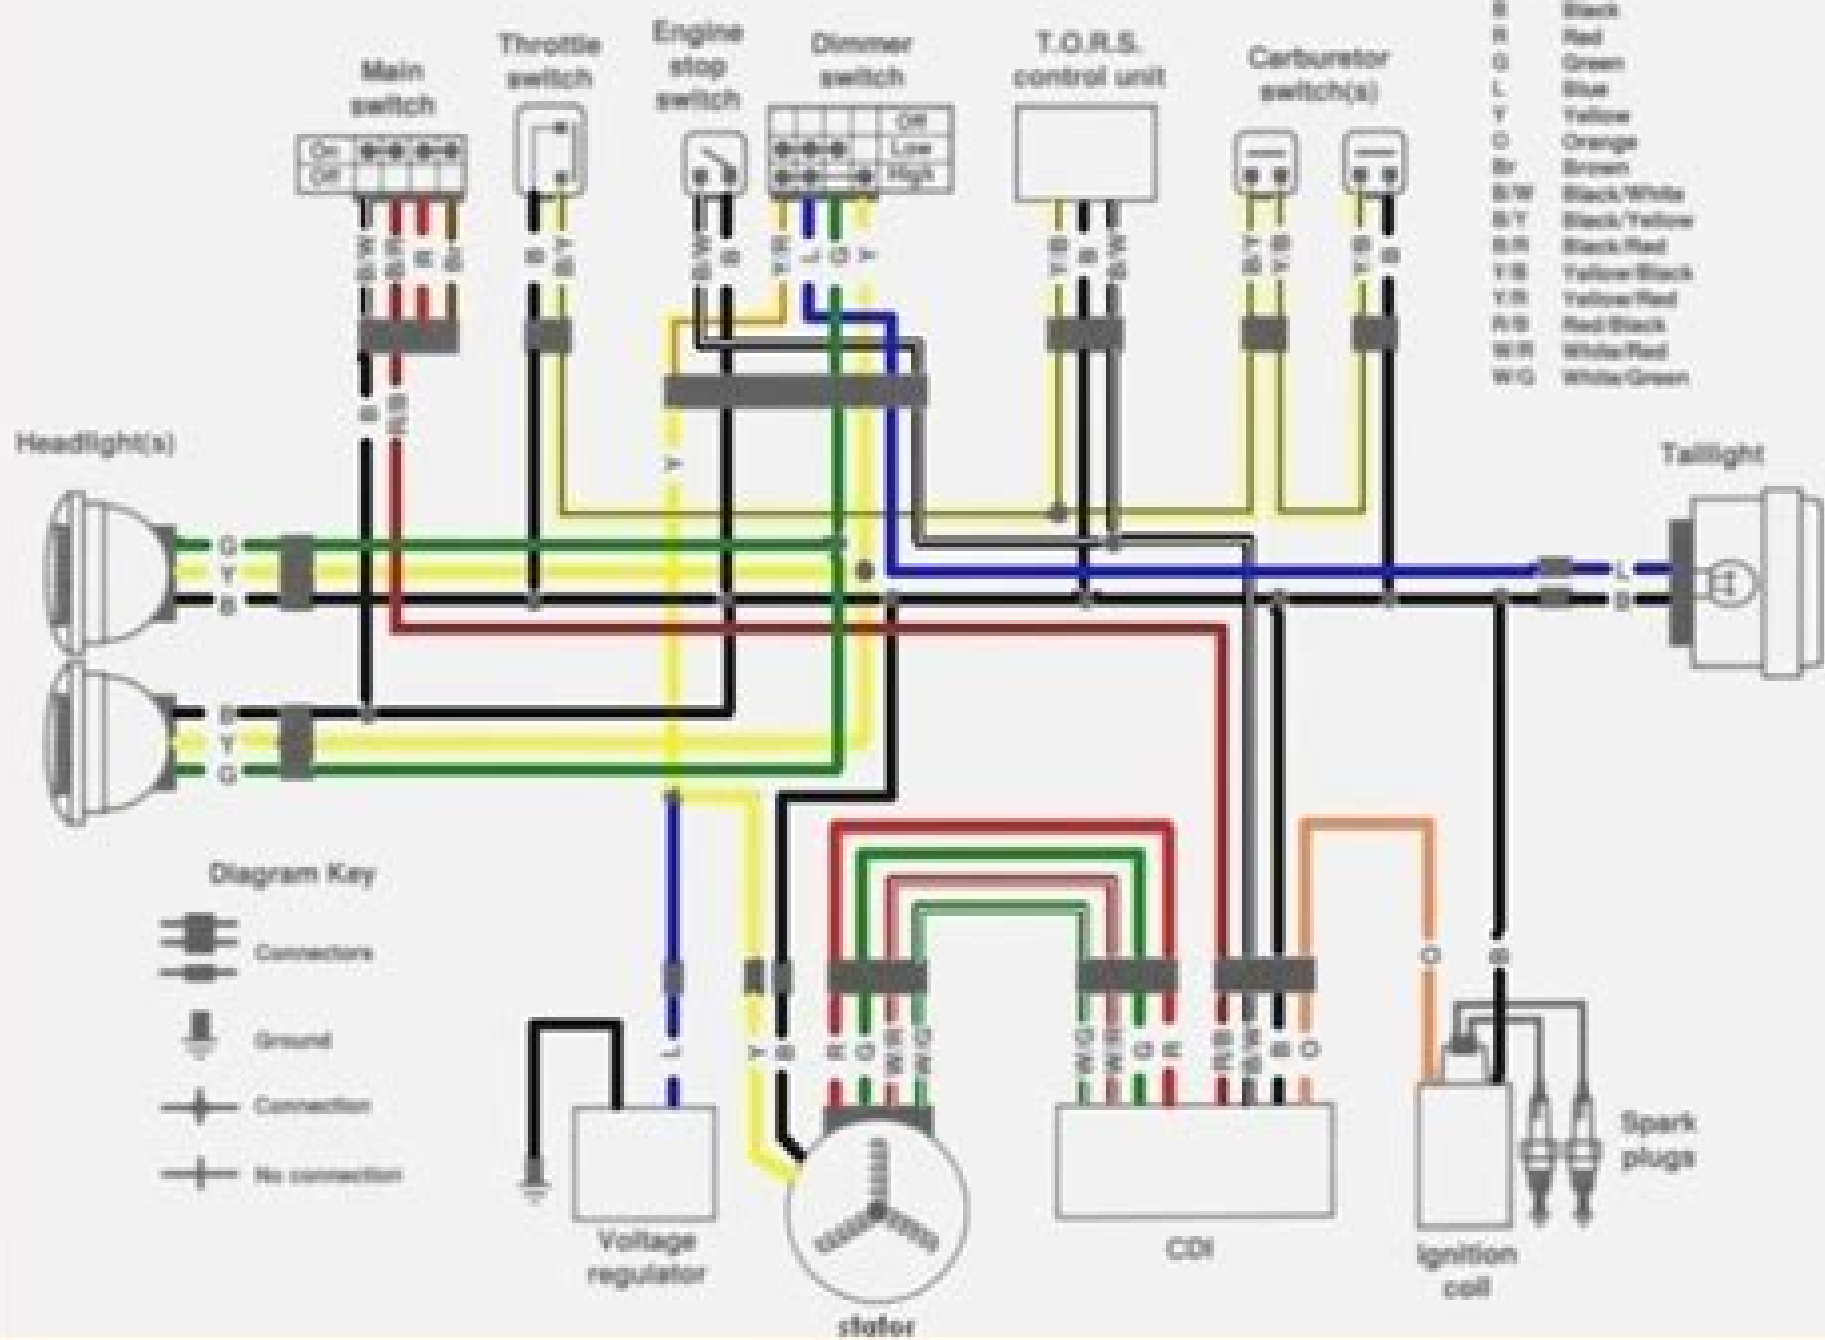 Main
switch
Throttle
switch
Engine
stop
switch
Dimmer
switch
T.O.R.S.
control unit
Carburetor
switch(s)
On
Off
Off
Low
High
B Black
R Red
G Green
L Blue
Y Yellow
O Orange
Br Brown
B/W Black/White
B/Y Black/Yellow
B/R Black/Red
Y/B Yellow/Black
Y/R Yellow/Red
R/B Red/Black
W/R White/Red
W/G White/Green
B/W B/R R Br
B B/Y
B/W B
Y/R L G Y
Y/B B B/W
B/Y Y/B
Y/B B
B R/B
Y
Headlight(s)
Taillight
G
Y
B
L
B
B
Y
G
Diagram Key
Connectors
Ground
Connection
No connection
O B
L Y B R G W/R W/G
W/G W/R G R R/B B/W B O
Voltage
regulator
stator
CDI
Ignition
coil
Spark
plugs